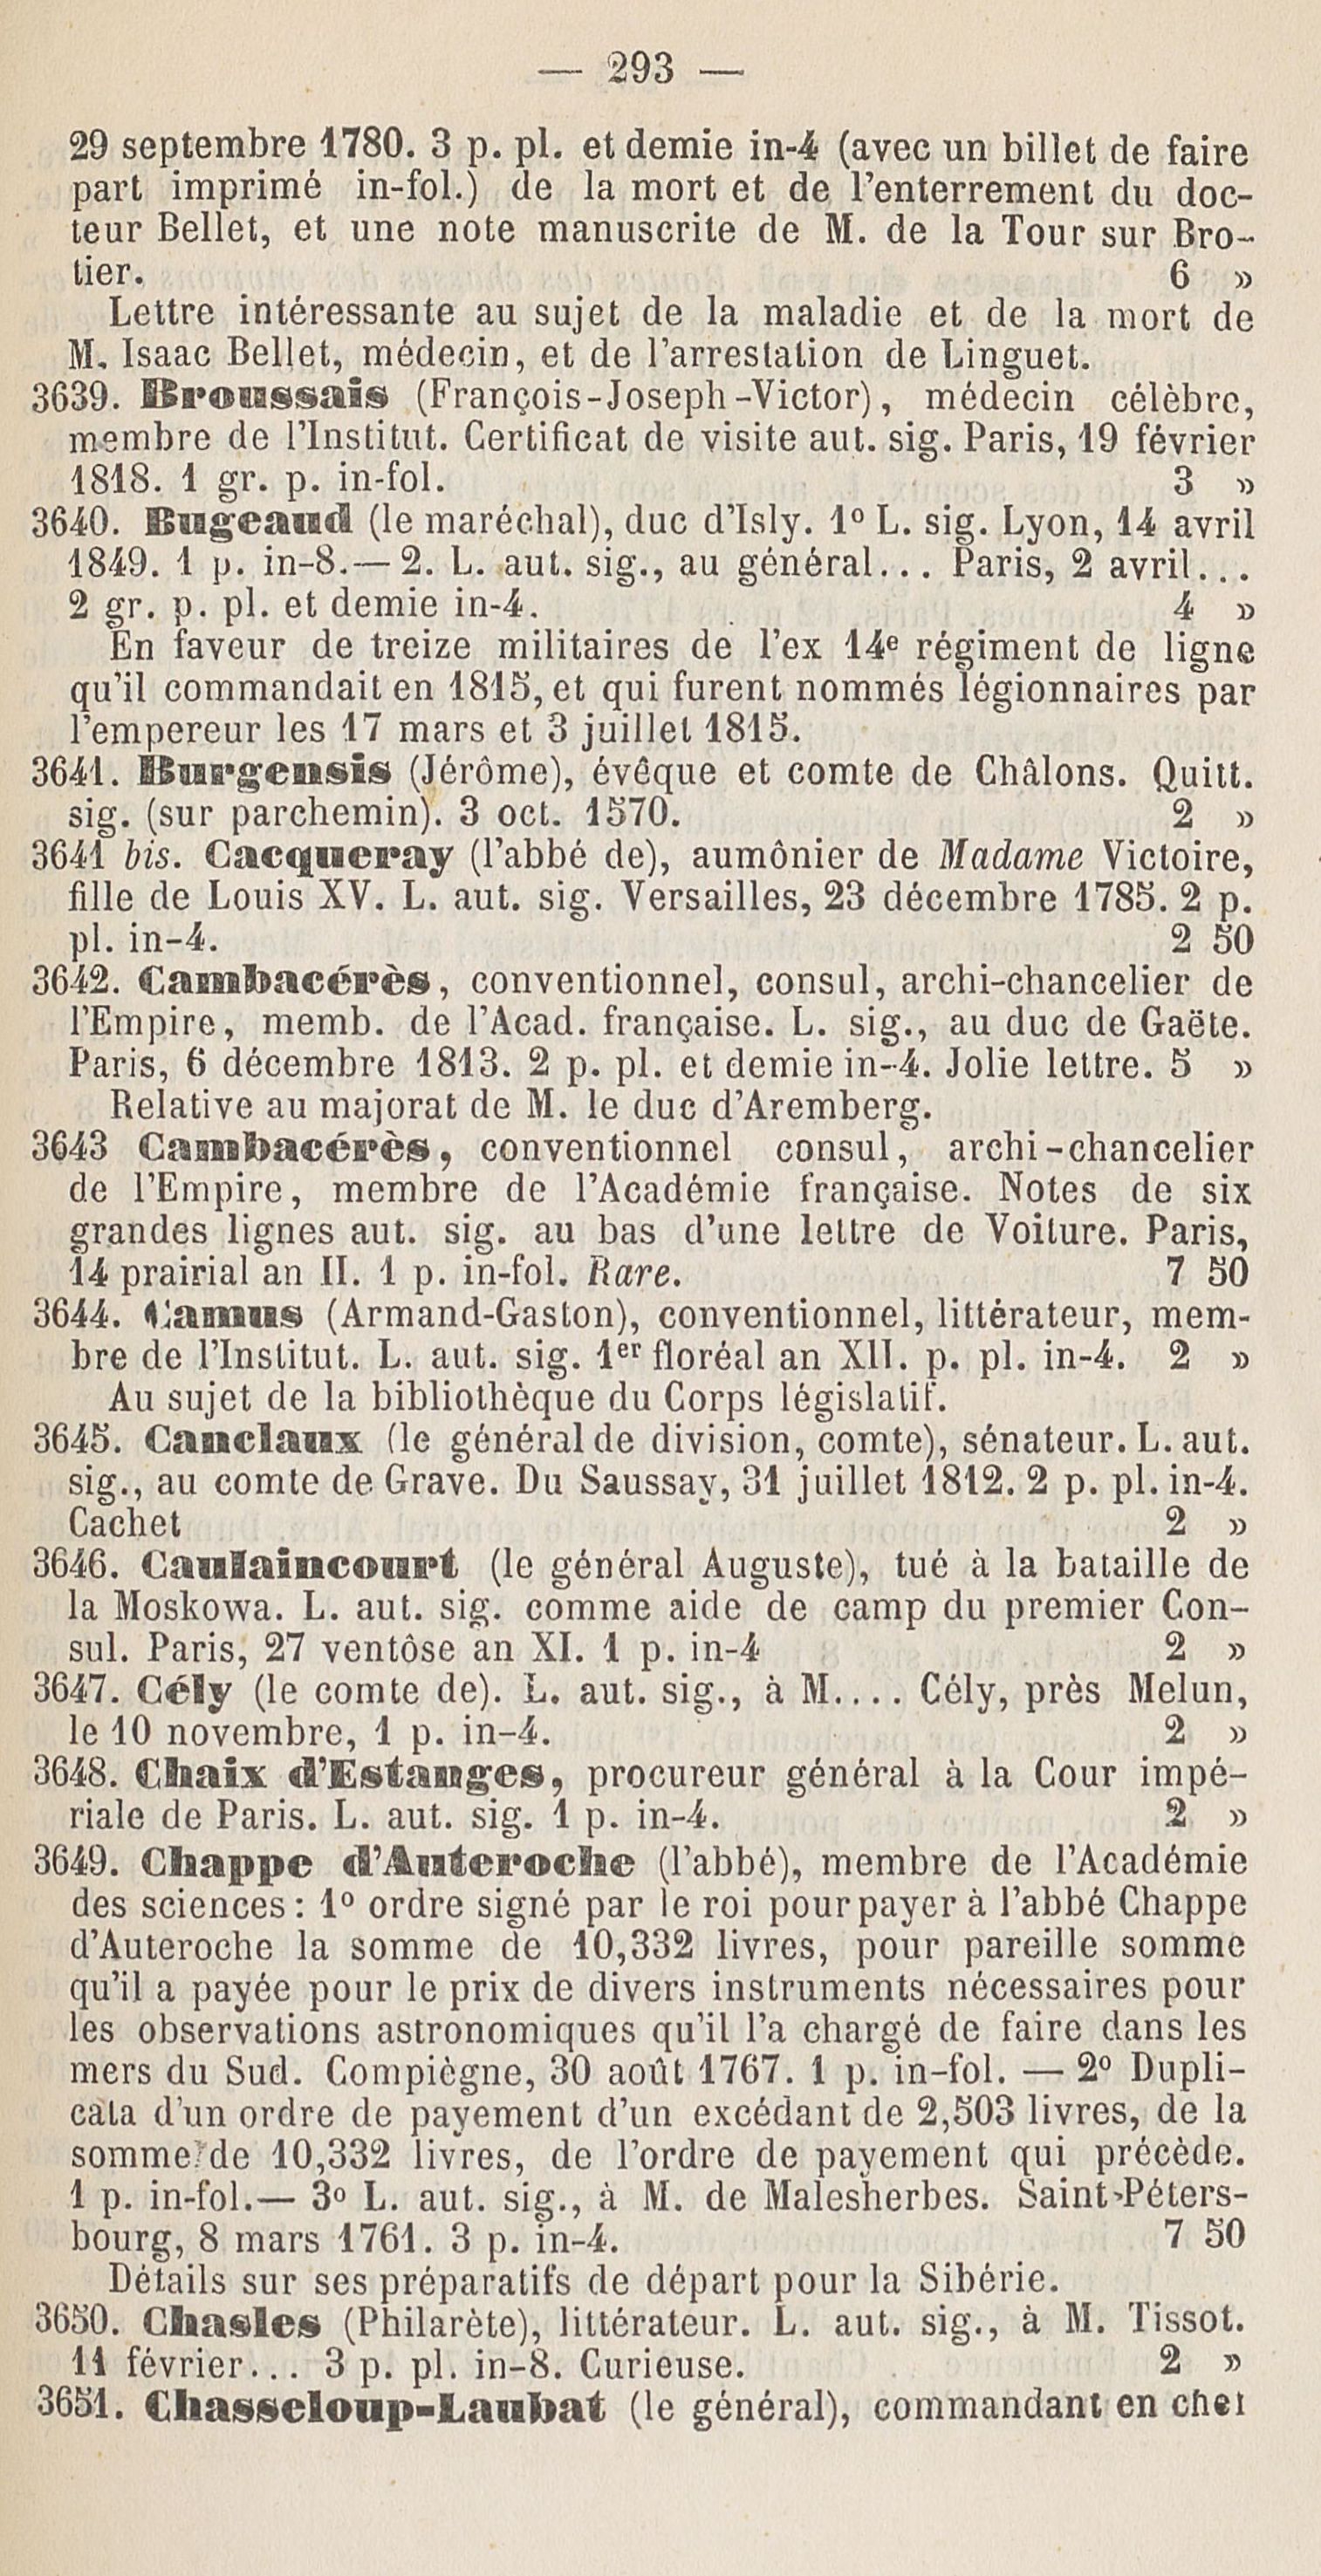 — 293 —
29 septembre 1780. 3 p. pl. et demie in-4 (avec un billet de faire
part imprimé in-fol.) de la mort et de l'enterrement du doc-
teur Bellet, et une note manuscrite de M. de la Tour sur Bro-
tier. 6 »
Lettre intéressante au sujet de la maladie et de la mort de
M. Isaac Bellet, médecin, et de l'arrestation de Linguet.
3639. Broussais (François-Joseph-Victor), médecin célèbre,
membre de l'Institut. Certificat de visite aut. sig. Paris, 19 février
1818. 1 gr. p. in-fol. 3 »
3640. Bugeaud (le maréchal), duc d'Isly. 1º L. sig. Lyon, 14 avril
1849. 1 p. in-8.— 2. L. aut. sig., au général... Paris, 2 avril...
2 gr. p. pl. et demie in-4. 4 »
En faveur de treize militaires de l'ex 14e régiment de ligne
qu'il commandait en 1815, et qui furent nommés légionnaires par
l'empereur les 17 mars et 3 juillet 1815.
3641. Burgensis (Jérôme), évêque et comte de Châlons. Quitt.
sig. (sur parchemin). 3 oct. 1570. 2 »
3641 bis. Cacqueray (l'abbé de), aumônier de Madame Victoire,
fille de Louis XV. L. aut. sig. Versailles, 23 décembre 1785. 2 p.
pl. in-4. 2 50
3642. Cambacérès, conventionnel, consul, archi-chancelier de
l'Empire, memb. de l'Acad. française. L. sig., au duc de Gaëte.
Paris, 6 décembre 1813. 2 p. pl. et demie in-4. Jolie lettre. 5 »
Relative au majorat de M. le duc d'Aremberg.
3643 Cambacérès, conventionnel consul, archi-chancelier
de l'Empire, membre de l'Académie française. Notes de six
grandes lignes aut. sig. au bas d'une lettre de Voiture. Paris,
14 prairial an II. 1 p. in-fol. Rare. 7 50
3644. Camus (Armand-Gaston), conventionnel, littérateur, mem-
bre de l'Institut. L. aut. sig. 1er floréal an XII. p. pl. in-4. 2 »
Au sujet de la bibliothèque du Corps législatif.
3645. Canclaux (le général de division, comte), sénateur. L. aut.
sig., au comte de Grave. Du Saussay, 31 juillet 1812. 2 p. pl. in-4.
Cachet 2 »
3646. Caulaincourt (le général Auguste), tué à la bataille de
la Moskowa. L. aut. sig. comme aide de camp du premier Con-
sul. Paris, 27 ventôse an XI. 1 p. in-4 2 »
3647. Cély (le comte de). L. aut. sig., à M.... Cély, près Melun,
le 10 novembre, 1 p. in-4. 2 »
3648. Chaix d'Estanges, procureur général à la Cour impé-
riale de Paris. L. aut. sig. 1 p. in-4. 2 »
3649. Chappe d'Auteroche (l'abbé), membre de l'Académie
des sciences : 1º ordre signé par le roi pour payer à l'abbé Chappe
d'Auteroche la somme de 10,332 livres, pour pareille somme
qu'il a payée pour le prix de divers instruments nécessaires pour
les observations astronomiques qu'il l'a chargé de faire dans les
mers du Sud. Compiègne, 30 août 1767. 1 p. in-fol. — 2º Dupli-
cata d'un ordre de payement d'un excédant de 2,503 livres, de la
somme de 10,332 livres, de l'ordre de payement qui précède.
1 p. in-fol.— 3º L. aut. sig., à M. de Malesherbes. Saint-Péters-
bourg, 8 mars 1761. 3 p. in-4. 7 50
Détails sur ses préparatifs de départ pour la Sibérie.
3650. Chasles (Philarète), littérateur. L. aut. sig., à M. Tissot.
11 février... 3 p. pl. in-8. Curieuse. 2 »
3651. Chasseloup-Laubat (le général), commandant en chef